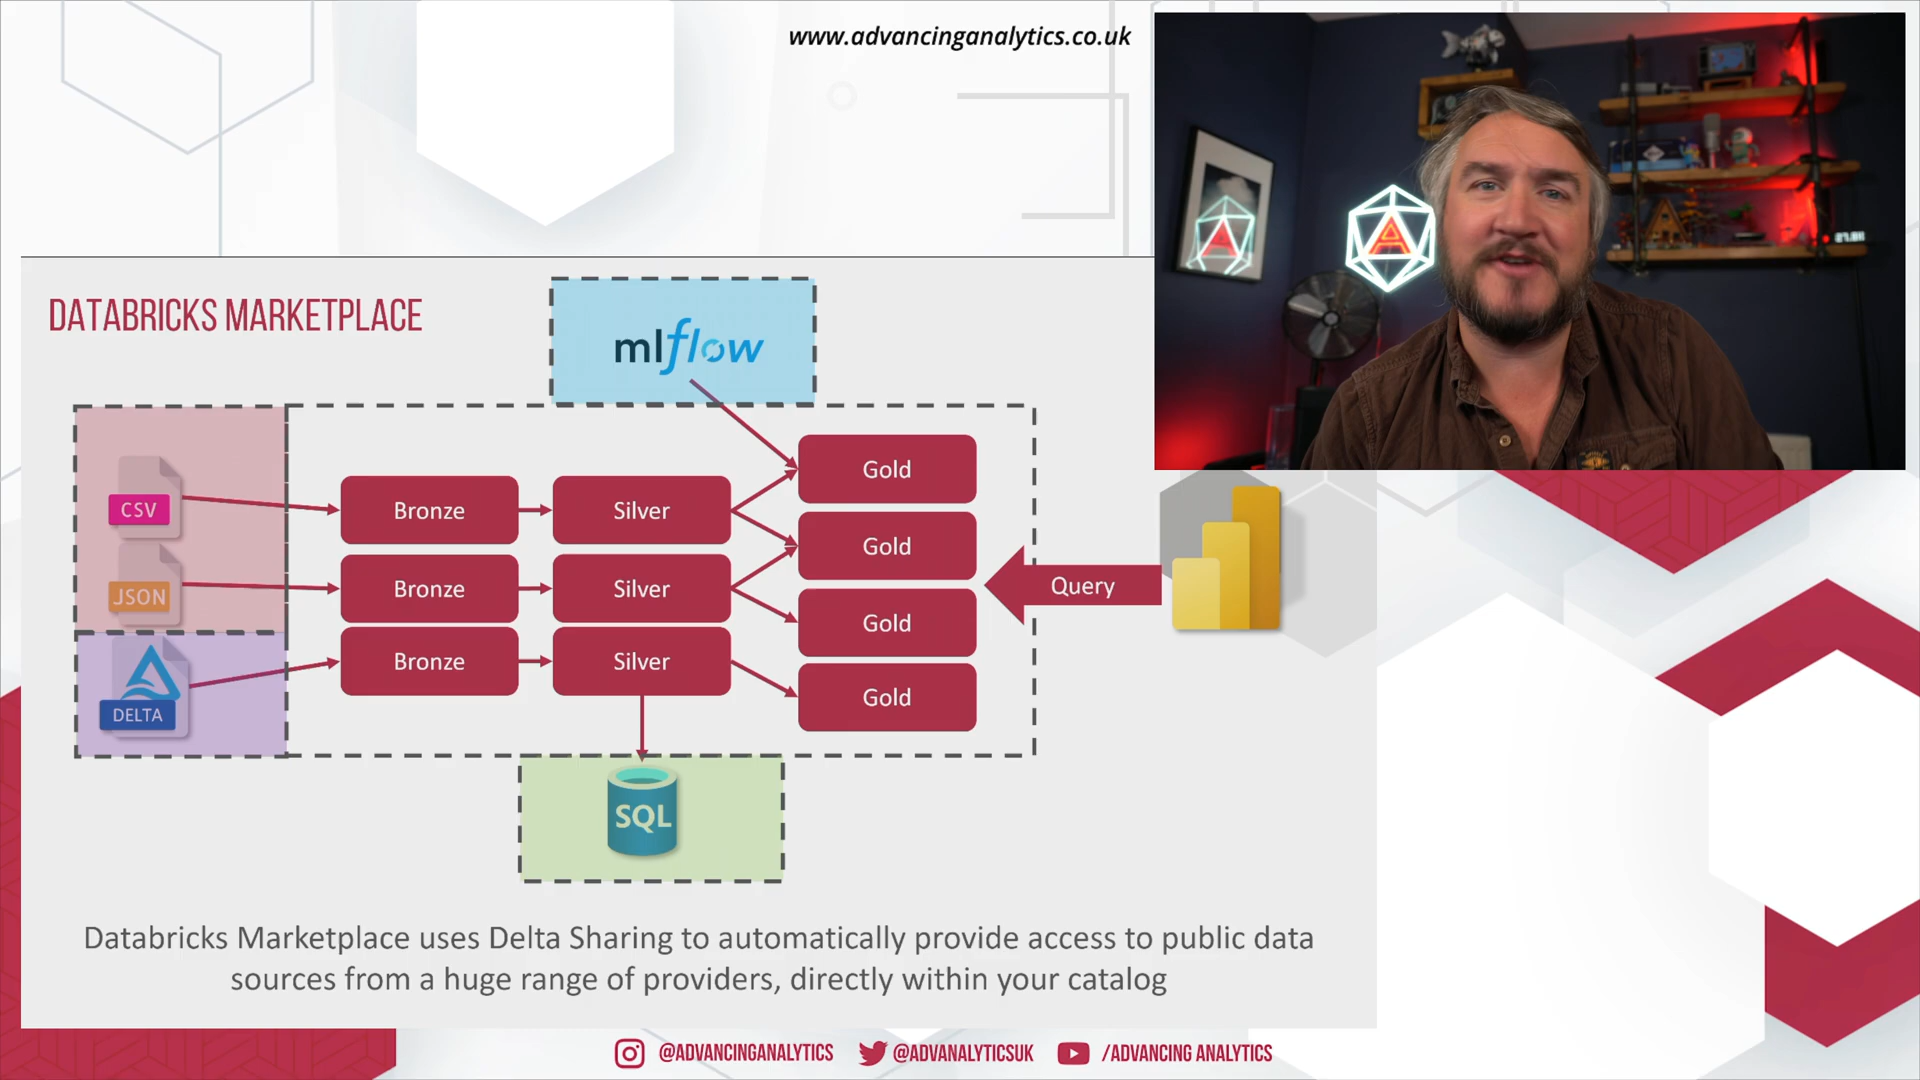 www.advancinganalytics.co.uk
DATABRICKS MARKETPLACE
mlflow
CSV
JSON
DELTA
Bronze
Silver
Gold
Bronze
Silver
Gold
Bronze
Silver
Gold
Gold
Query
SQL
Databricks Marketplace uses Delta Sharing to automatically provide access to public data
sources from a huge range of providers, directly within your catalog
@ADVANCINGANALYTICS
@ADVANALYTICSUK
/ADVANCING ANALYTICS